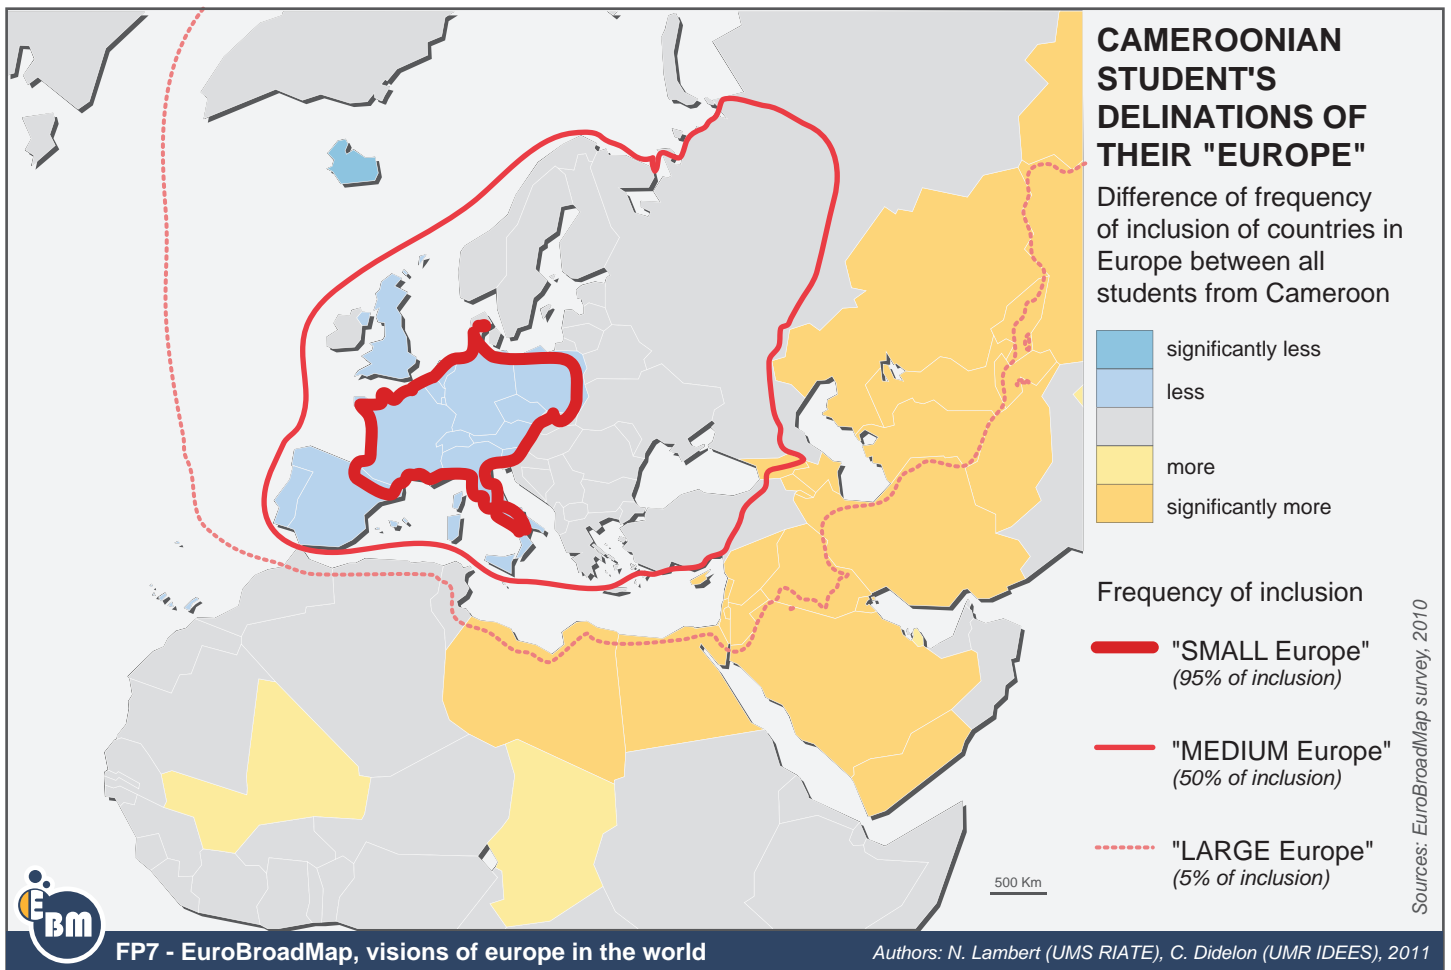 CAMEROONIAN
STUDENT'S
DELINATIONS OF
THEIR "EUROPE"
Difference of frequency
of inclusion of countries in
Europe between all
students from Cameroon
significantly less
less
more
significantly more
Frequency of inclusion
"SMALL Europe"
(95% of inclusion)
"MEDIUM Europe"
(50% of inclusion)
"LARGE Europe"
(5% of inclusion)
500 Km
Sources: EuroBroadMap survey, 2010
E
BM
FP7 - EuroBroadMap, visions of europe in the world
Authors: N. Lambert (UMS RIATE), C. Didelon (UMR IDEES), 2011